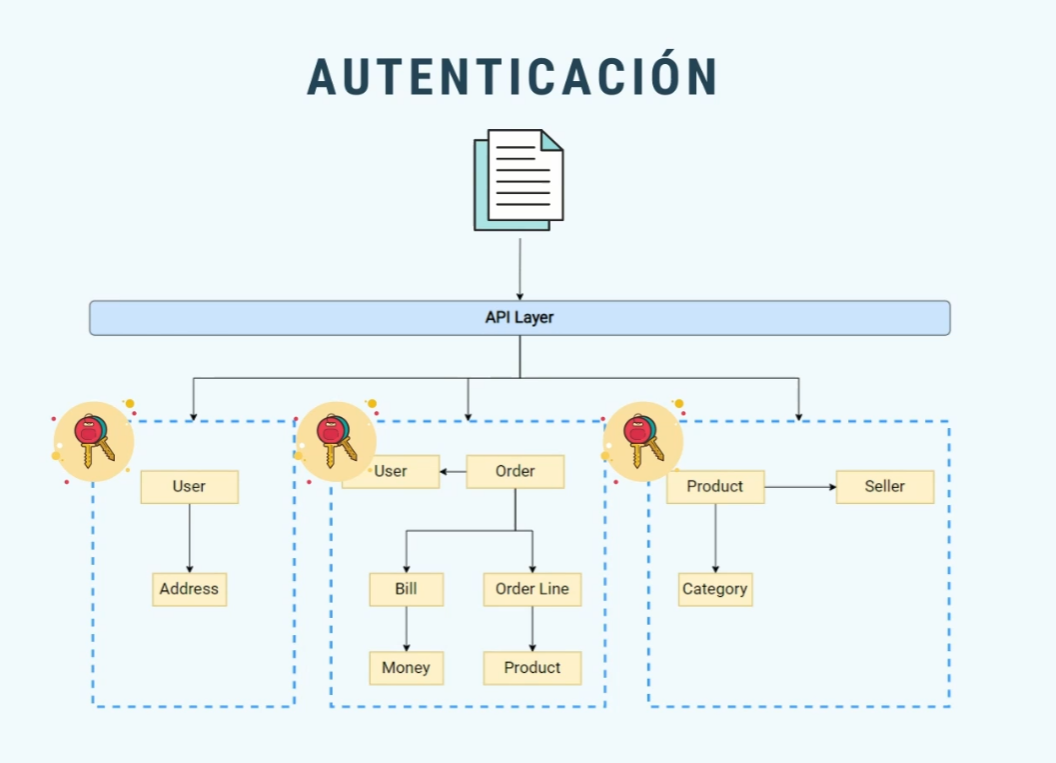 AUTENTICACIÓN
API Layer
User
Address
User
Order
Bill
Order Line
Money
Product
Product
Seller
Category